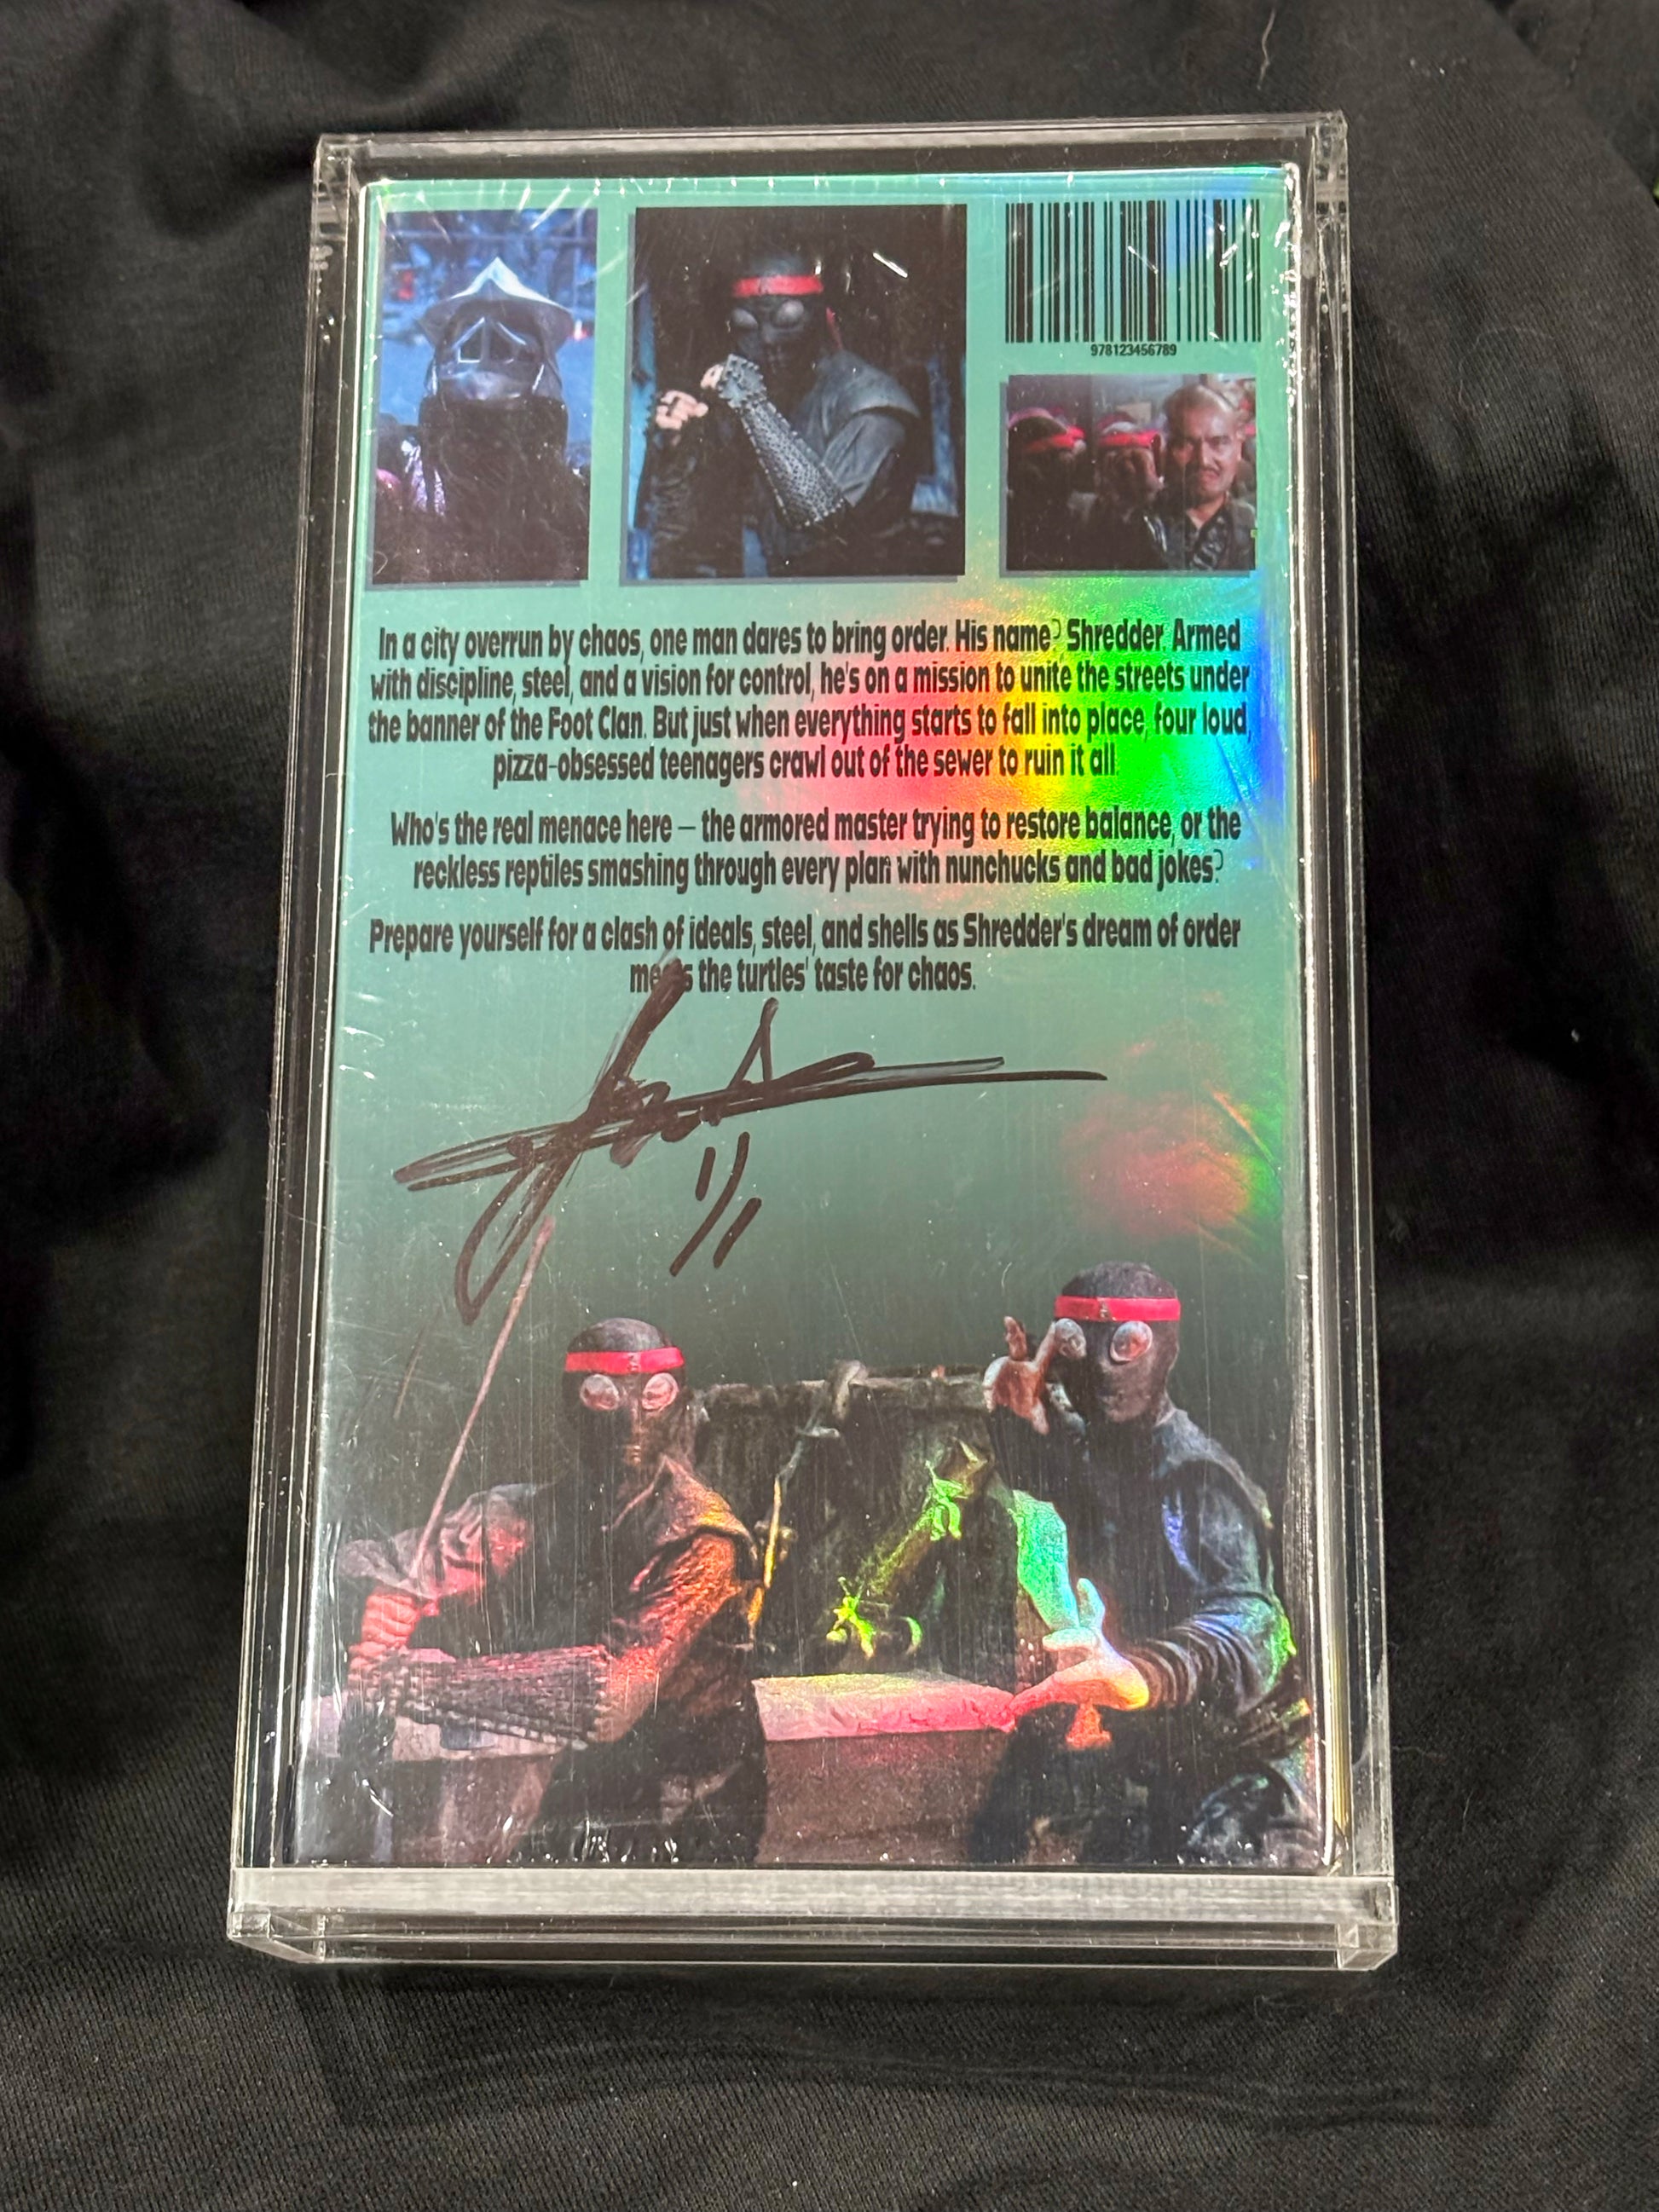 978123456789
In a city overrun by chaos, one man dares to bring order. His name? Shredder. Armed
with discipline, steel, and a vision for control, he's on a mission to unite the streets under
the banner of the Foot Clan. But just when everything starts to fall into place, four loud,
pizza-obsessed teenagers crawl out of the sewer to ruin it all.
Who's the real menace here – the armored master trying to restore balance, or the
reckless reptiles smashing through every plan with nunchucks and bad jokes?
Prepare yourself for a clash of ideals, steel, and shells as Shredder's dream of order
meets the turtles' taste for chaos.
1/1